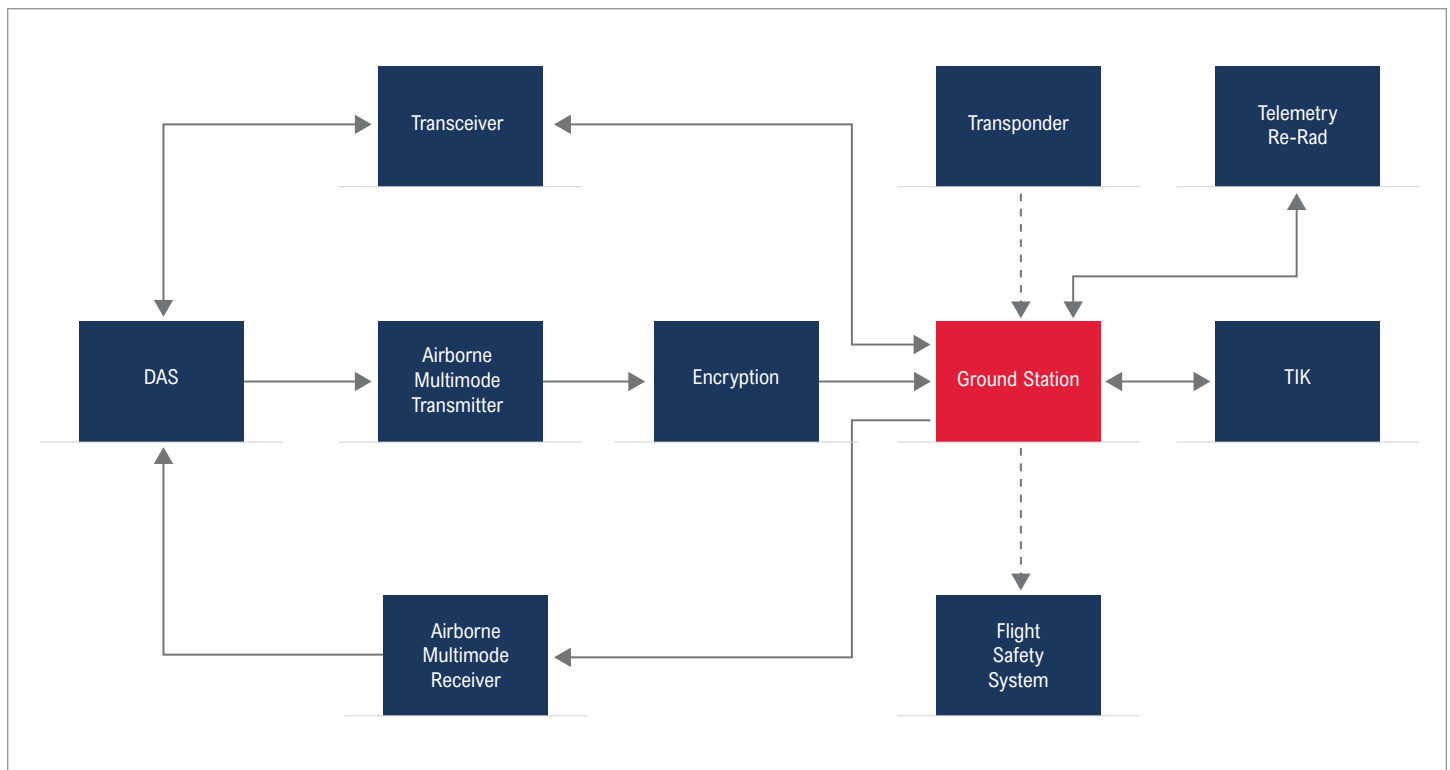 Transceiver
Transponder
Telemetry
Re-Rad
DAS
Airborne
Multimode
Transmitter
Encryption
Ground Station
TIK
Airborne
Multimode
Receiver
Flight
Safety
System